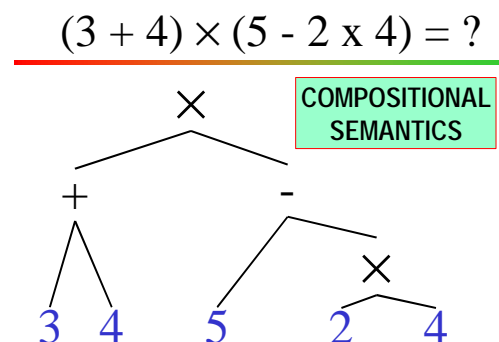 (3 + 4) × (5 - 2 x 4) = ?
COMPOSITIONAL
SEMANTICS
×
+ -
×
3 4 5 2 4